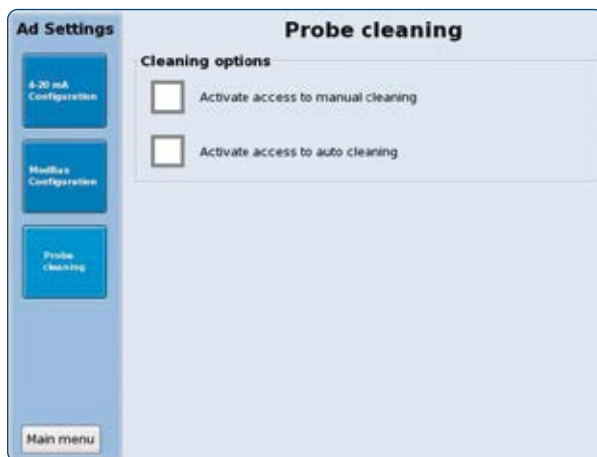 Ad Settings
Probe cleaning
4-20 mA
Configuration
ModBus
Configuration
Probe
cleaning
Main menu
Cleaning options
Activate access to manual cleaning
Activate access to auto cleaning